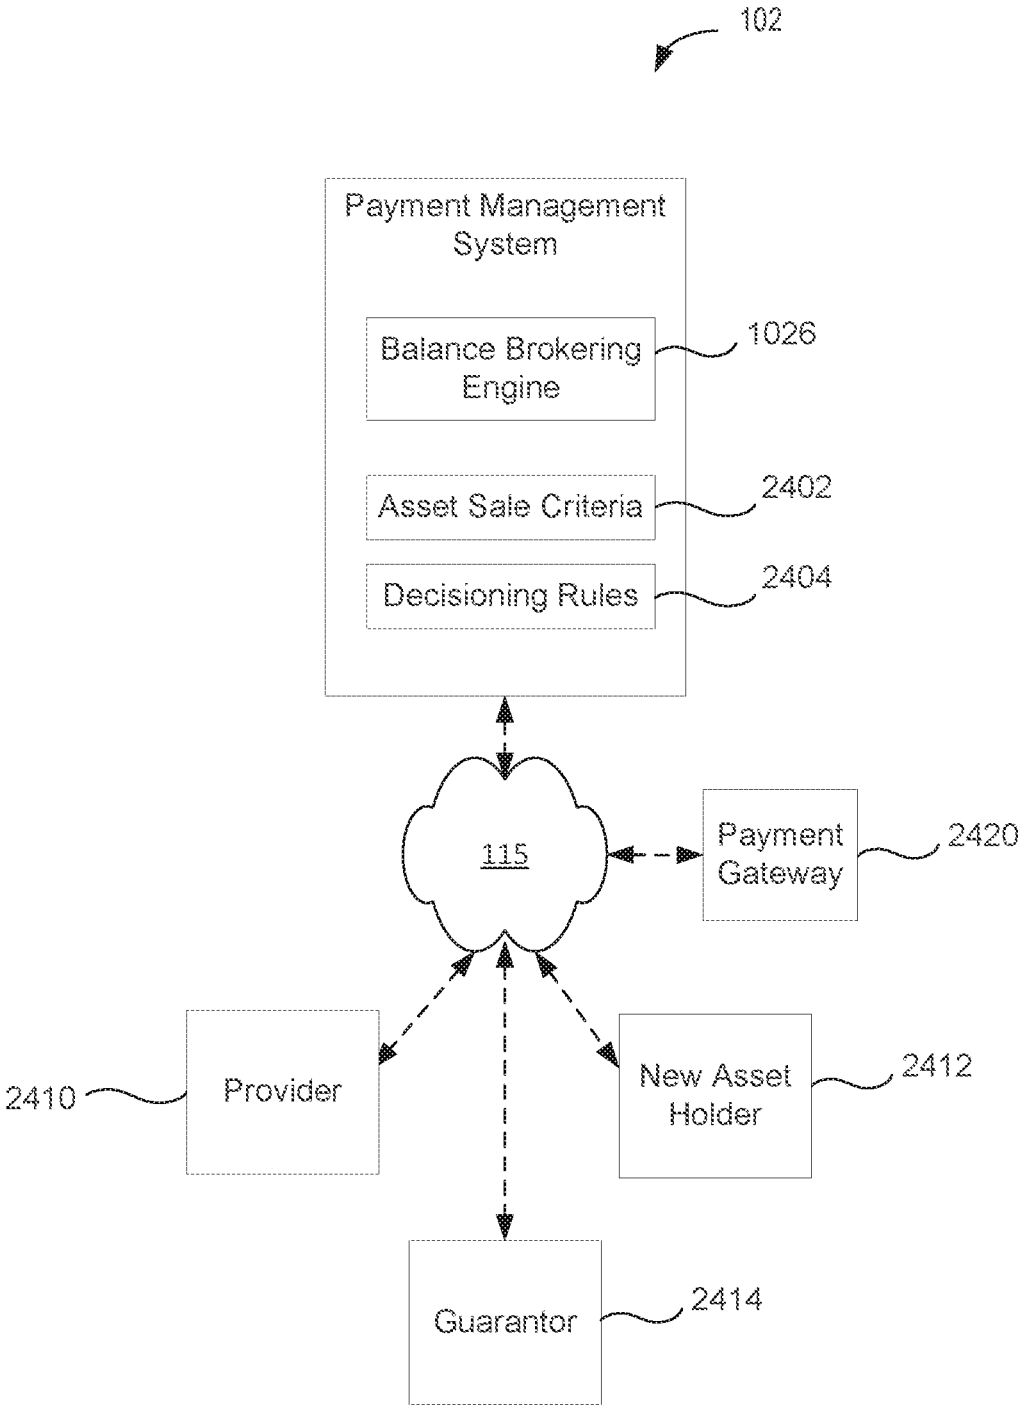 102
Payment Management
System
Balance Brokering
Engine
1026
Asset Sale Criteria
2402
Decisioning Rules
2404
115
Payment
Gateway
2420
Provider
2410
New Asset
Holder
2412
Guarantor
2414